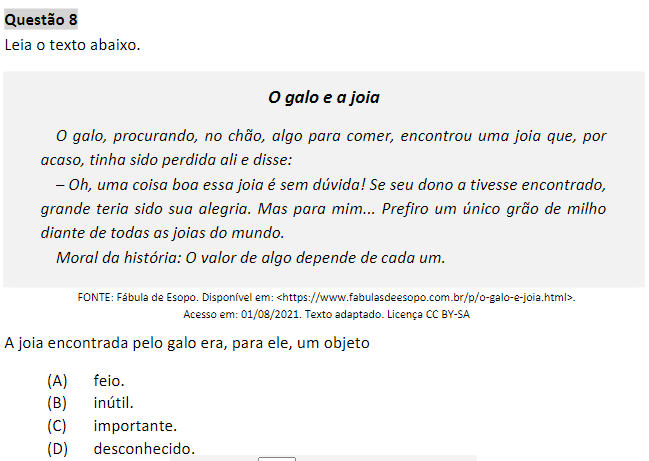 Questão 8
Leia o texto abaixo.
O galo e a joia
O galo, procurando, no chão, algo para comer, encontrou uma joia que, por
acaso, tinha sido perdida ali e disse:
– Oh, uma coisa boa essa joia é sem dúvida! Se seu dono a tivesse encontrado,
grande teria sido sua alegria. Mas para mim... Prefiro um único grão de milho
diante de todas as joias do mundo.
Moral da história: O valor de algo depende de cada um.
FONTE: Fábula de Esopo. Disponível em: <https://www.fabulasdeesopo.com.br/p/o-galo-e-joia.html>.
Acesso em: 01/08/2021. Texto adaptado. Licença CC BY-SA
A joia encontrada pelo galo era, para ele, um objeto
(A) feio.
(B) inútil.
(C) importante.
(D) desconhecido.